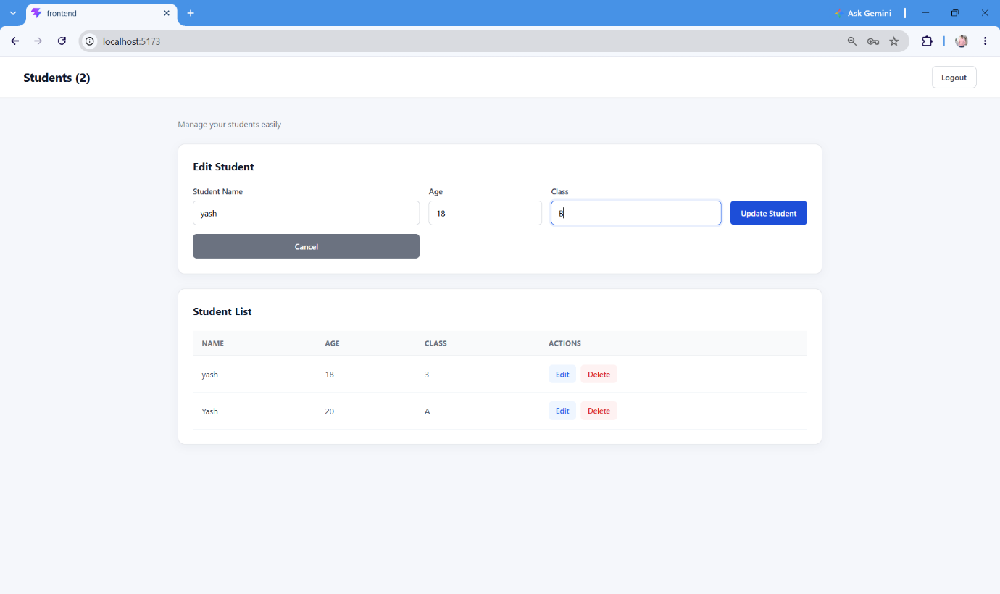 frontend
Ask Gemini
localhost:5173
Students (2)
Logout
Manage your students easily
Edit Student
Student Name Age Class
yash 18 B Update Student
Cancel
Student List
NAME AGE CLASS ACTIONS
yash 18 3 Edit Delete
Yash 20 A Edit Delete